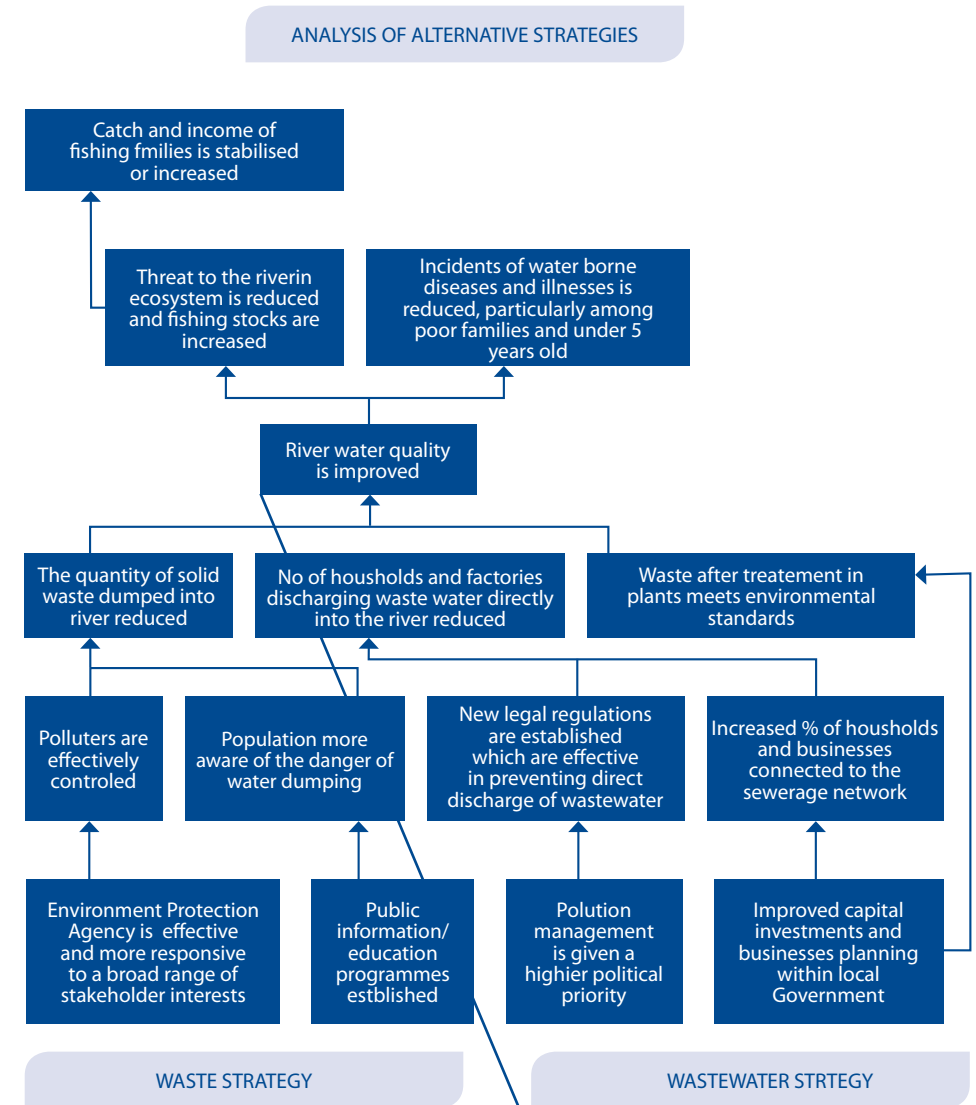 ANALYSIS OF ALTERNATIVE STRATEGIES
Catch and income of
fishing fmilies is stabilised
or increased
Threat to the riverin
ecosystem is reduced
and fishing stocks are
increased
Incidents of water borne
diseases and illnesses is
reduced, particularly among
poor families and under 5
years old
River water quality
is improved
The quantity of solid
waste dumped into
river reduced
No of housholds and factories
discharging waste water directly
into the river reduced
Waste after treatement in
plants meets environmental
standards
Polluters are
effectively
controled
Population more
aware of the danger of
water dumping
New legal regulations
are established
which are effective
in preventing direct
discharge of wastewater
Increased % of housholds
and businesses
connected to the
sewerage network
Environment Protection
Agency is effective
and more responsive
to a broad range of
stakeholder interests
Public
information/
education
programmes
estblished
Polution
management
is given a
highier political
priority
Improved capital
investments and
businesses planning
within local
Government
WASTE STRATEGY
WASTEWATER STRTEGY